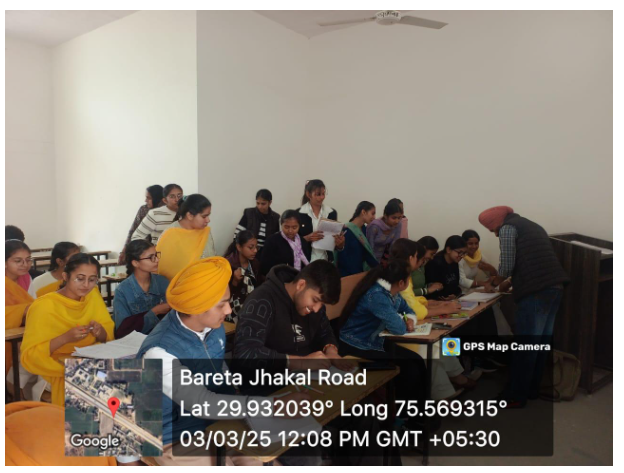 GPS Map Camera
Bareta Jhakal Road
Lat 29.932039° Long 75.569315°
03/03/25 12:08 PM GMT +05:30
Google